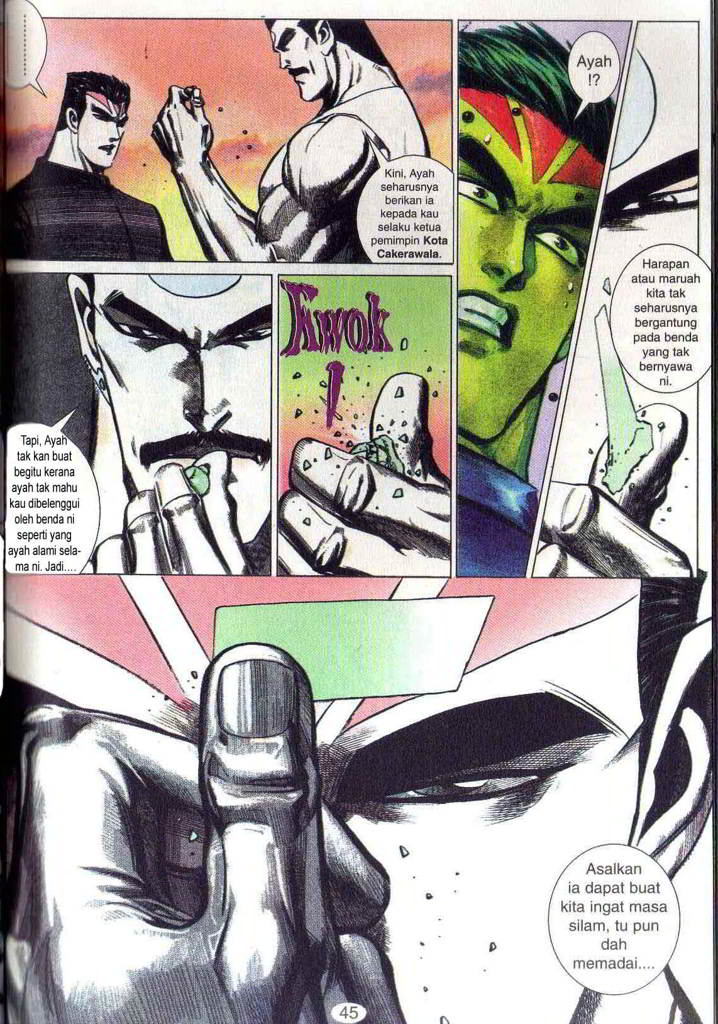 ............
Kini, Ayah
seharusnya
berikan ia
kepada kau
selaku ketua
pemimpin Kota
Cakerawala.
Tapi, Ayah
tak kan buat
begitu kerana
ayah tak mahu
kau dibelenggui
oleh benda ni
seperti yang
ayah alami sela-
ma ni. Jadi....
Kwok
!
Ayah
!?
Harapan
atau maruah
kita tak
seharusnya
bergantung
pada benda
yang tak
bernyawa
ni.
Asalkan
ia dapat buat
kita ingat masa
silam, tu pun
dah
memadai....
45